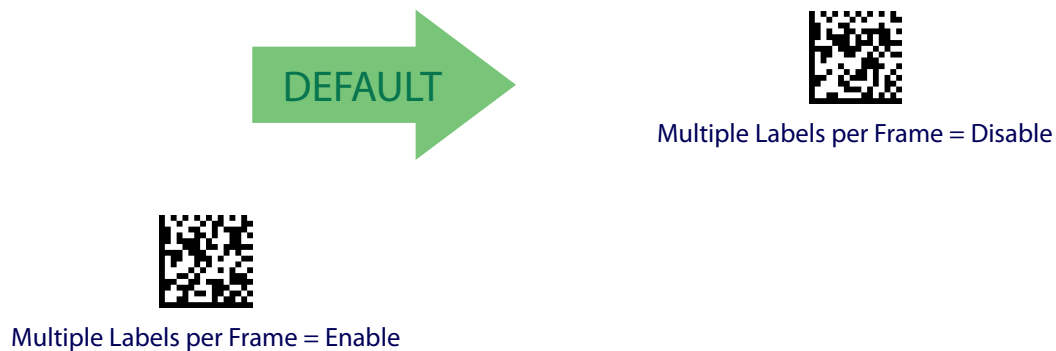 DEFAULT
Multiple Labels per Frame = Disable
Multiple Labels per Frame = Enable